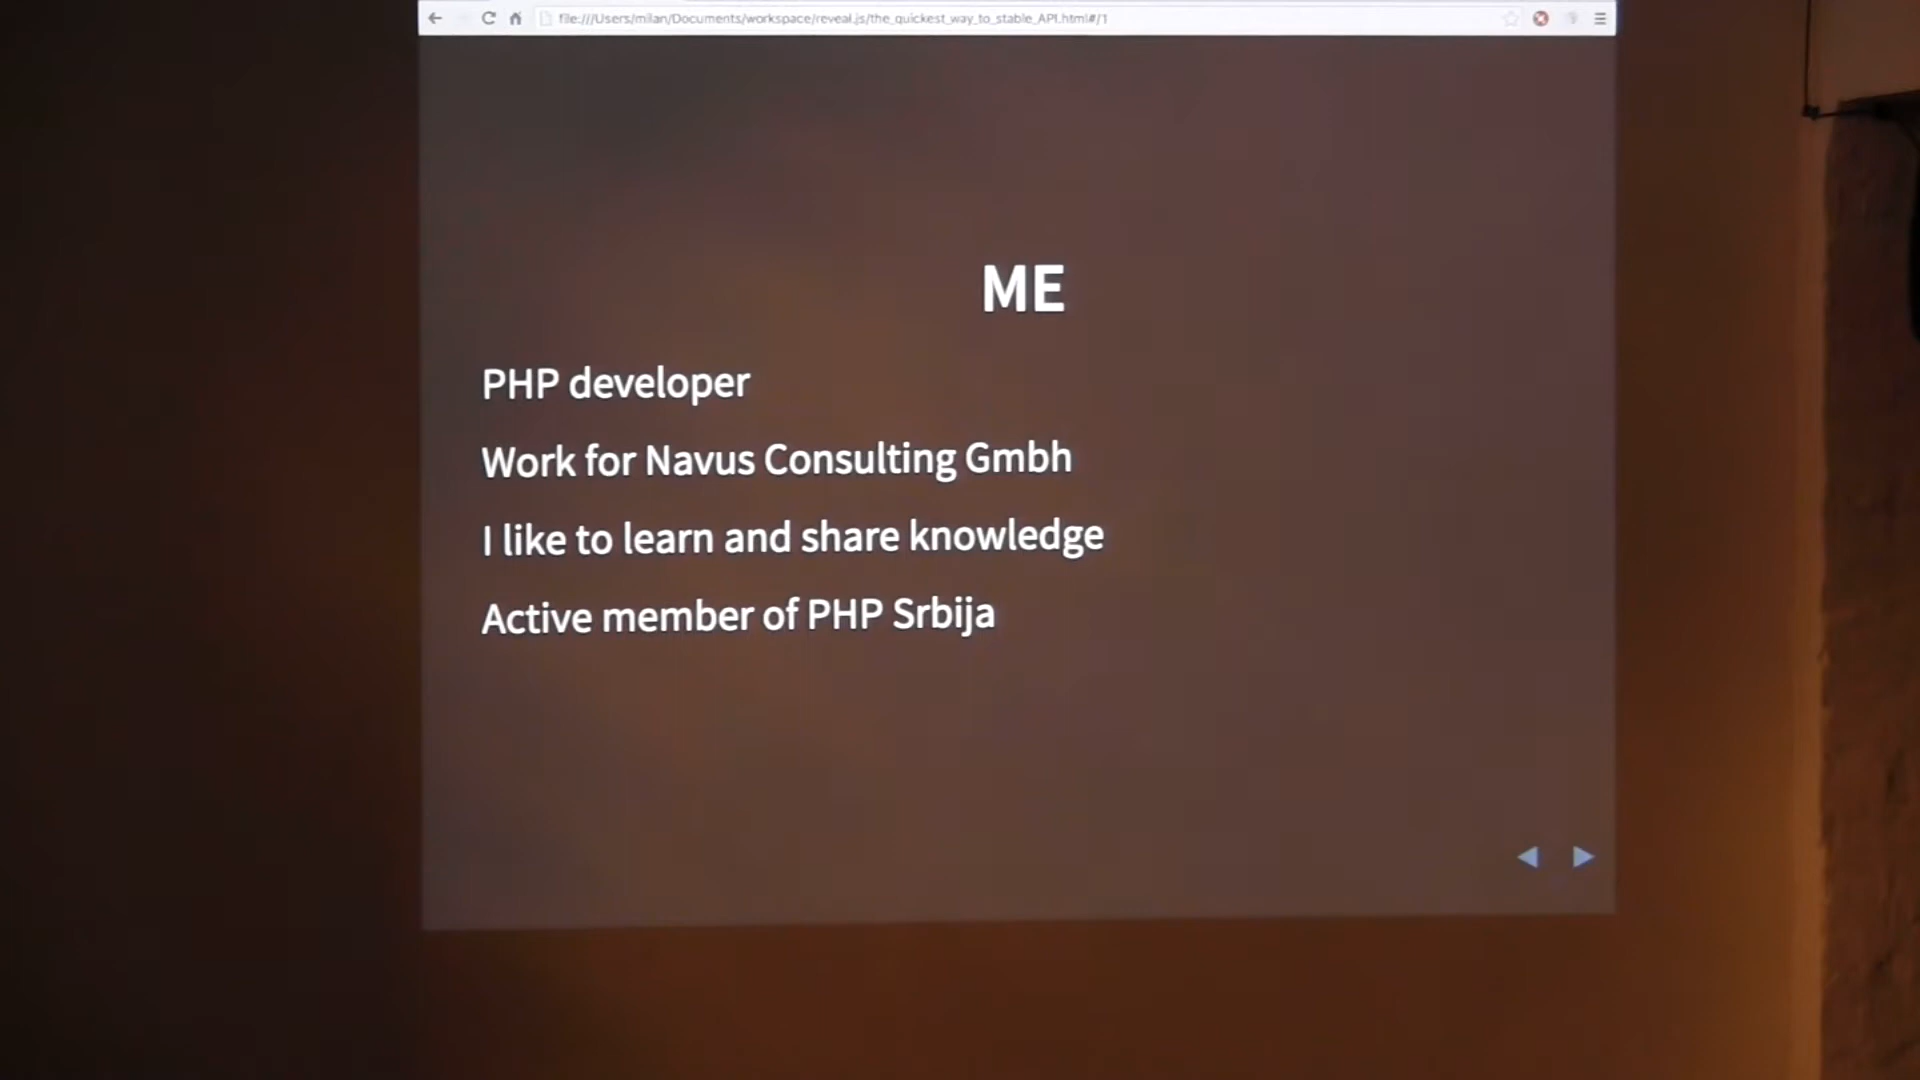 file:///Users/milan/Documents/workspace/reveal.js/the_quickest_way_to_stable_API.html#/1
ME
PHP developer
Work for Navus Consulting Gmbh
I like to learn and share knowledge
Active member of PHP Srbija